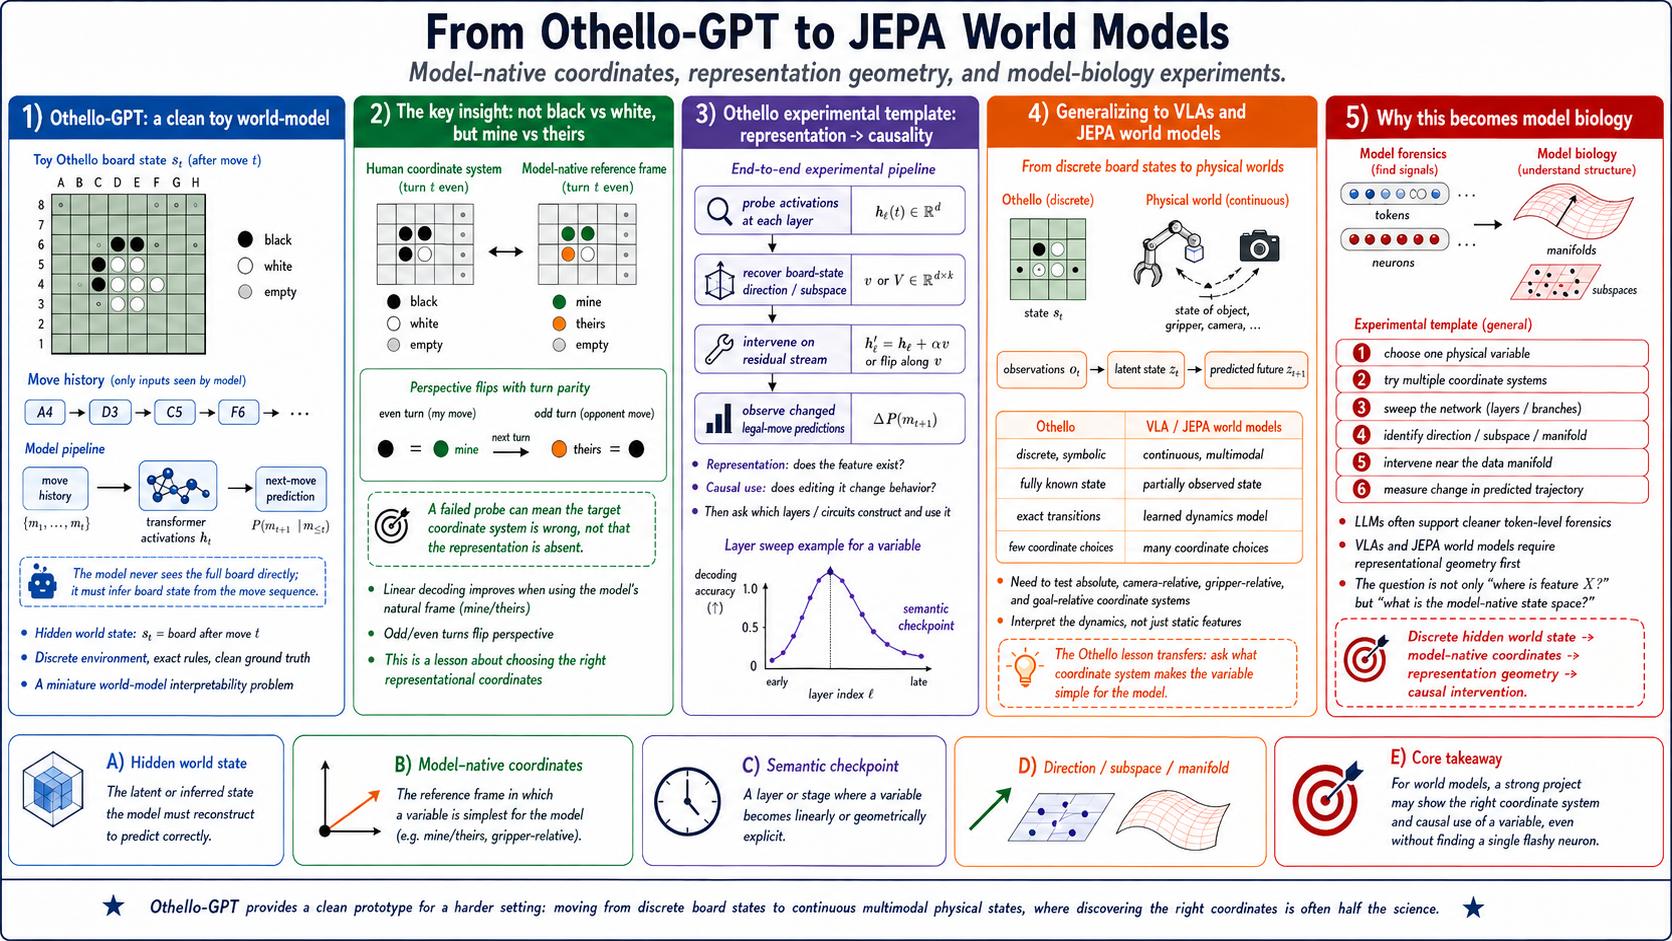 From Othello-GPT to JEPA World Models
Model-native coordinates, representation geometry, and model-biology experiments.
1) Othello-GPT: a clean toy world-model
Toy Othello board state s_t (after move t)
A B C D E F G H
8
7
6
5
4
3
2
1
black
white
empty
Move history (only inputs seen by model)
A4 → D3 → C5 → F6 → ···
Model pipeline
move
history
{m₁, …, m_t}
transformer
activations h_t
next-move
prediction
P(m_{t+1} | m_{≤t})
The model never sees the full board directly;
it must infer board state from the move sequence.
• Hidden world state: s_t = board after move t
• Discrete environment, exact rules, clean ground truth
• A miniature world-model interpretability problem
2) The key insight: not black vs white,
but mine vs theirs
Human coordinate system
(turn t even)
black
white
empty
Model-native reference frame
(turn t even)
mine
theirs
empty
Perspective flips with turn parity
even turn (my move)
odd turn (opponent move)
= mine
next turn
theirs =
A failed probe can mean the target
coordinate system is wrong, not that
the representation is absent.
• Linear decoding improves when using the model's
natural frame (mine/theirs)
• Odd/even turns flip perspective
• This is a lesson about choosing the right
representational coordinates
3) Othello experimental template:
representation -> causality
End-to-end experimental pipeline
probe activations
at each layer
h_ℓ(t) ∈ ℝ^d
recover board-state
direction / subspace
v or V ∈ ℝ^{d×k}
intervene on
residual stream
h′_ℓ = h_ℓ + αv
or flip along v
observe changed
legal-move predictions
ΔP(m_{t+1})
• Representation: does the feature exist?
• Causal use: does editing it change behavior?
• Then ask which layers / circuits construct and use it
Layer sweep example for a variable
decoding
accuracy
(↑)
1.0
0.5
0
semantic
checkpoint
early
late
layer index ℓ
4) Generalizing to VLAs and
JEPA world models
From discrete board states to physical worlds
Othello (discrete)
state s_t
Physical world (continuous)
state of object,
gripper, camera, …
observations o_t → latent state z_t → predicted future z_{t+1}
Othello
VLA / JEPA world models
discrete, symbolic
continuous, multimodal
fully known state
partially observed state
exact transitions
learned dynamics model
few coordinate choices
many coordinate choices
• Need to test absolute, camera-relative, gripper-relative,
and goal-relative coordinate systems
• Interpret the dynamics, not just static features
The Othello lesson transfers: ask what
coordinate system makes the variable
simple for the model.
5) Why this becomes model biology
Model forensics
(find signals)
···
tokens
···
neurons
Model biology
(understand structure)
manifolds
subspaces
Experimental template (general)
1 choose one physical variable
2 try multiple coordinate systems
3 sweep the network (layers / branches)
4 identify direction / subspace / manifold
5 intervene near the data manifold
6 measure change in predicted trajectory
• LLMs often support cleaner token-level forensics
• VLAs and JEPA world models require
representational geometry first
• The question is not only “where is feature X?”
but “what is the model-native state space?”
Discrete hidden world state ->
model-native coordinates ->
representation geometry ->
causal intervention.
A) Hidden world state
The latent or inferred state
the model must reconstruct
to predict correctly.
B) Model-native coordinates
The reference frame in which
a variable is simplest for the model
(e.g. mine/theirs, gripper-relative).
C) Semantic checkpoint
A layer or stage where a variable
becomes linearly or geometrically
explicit.
D) Direction / subspace / manifold
E) Core takeaway
For world models, a strong project
may show the right coordinate system
and causal use of a variable, even
without finding a single flashy neuron.
★ Othello-GPT provides a clean prototype for a harder setting: moving from discrete board states to continuous multimodal physical states, where discovering the right coordinates is often half the science. ★